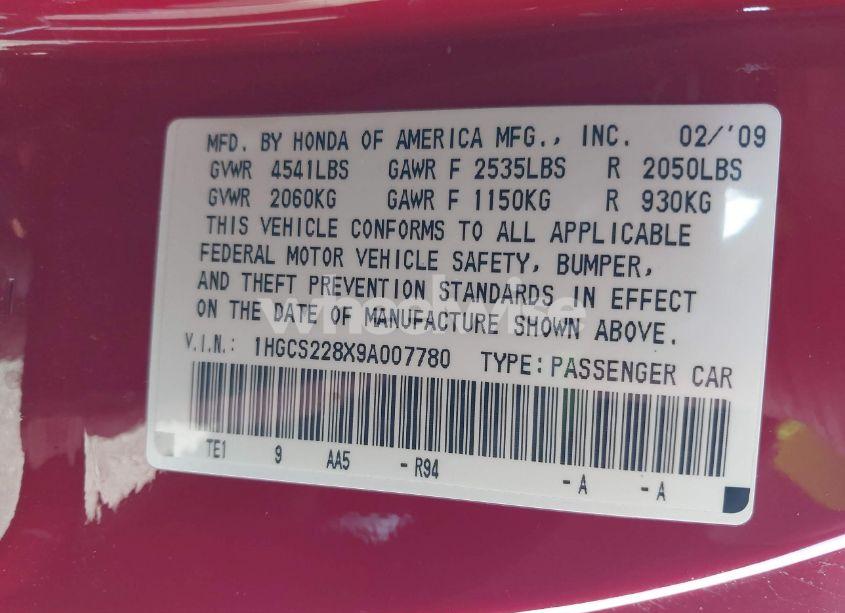 MFD. BY HONDA OF AMERICA MFG., INC. 02/'09
GVWR 4541LBS GAWR F 2535LBS R 2050LBS
GVWR 2060KG GAWR F 1150KG R 930KG
THIS VEHICLE CONFORMS TO ALL APPLICABLE
FEDERAL MOTOR VEHICLE SAFETY, BUMPER,
AND THEFT PREVENTION STANDARDS IN EFFECT
ON THE DATE OF MANUFACTURE SHOWN ABOVE.
wheelwise
V.I.N.: 1HGCS228X9A007780 TYPE: PASSENGER CAR
TE1 9 AA5 - R94 - A - A